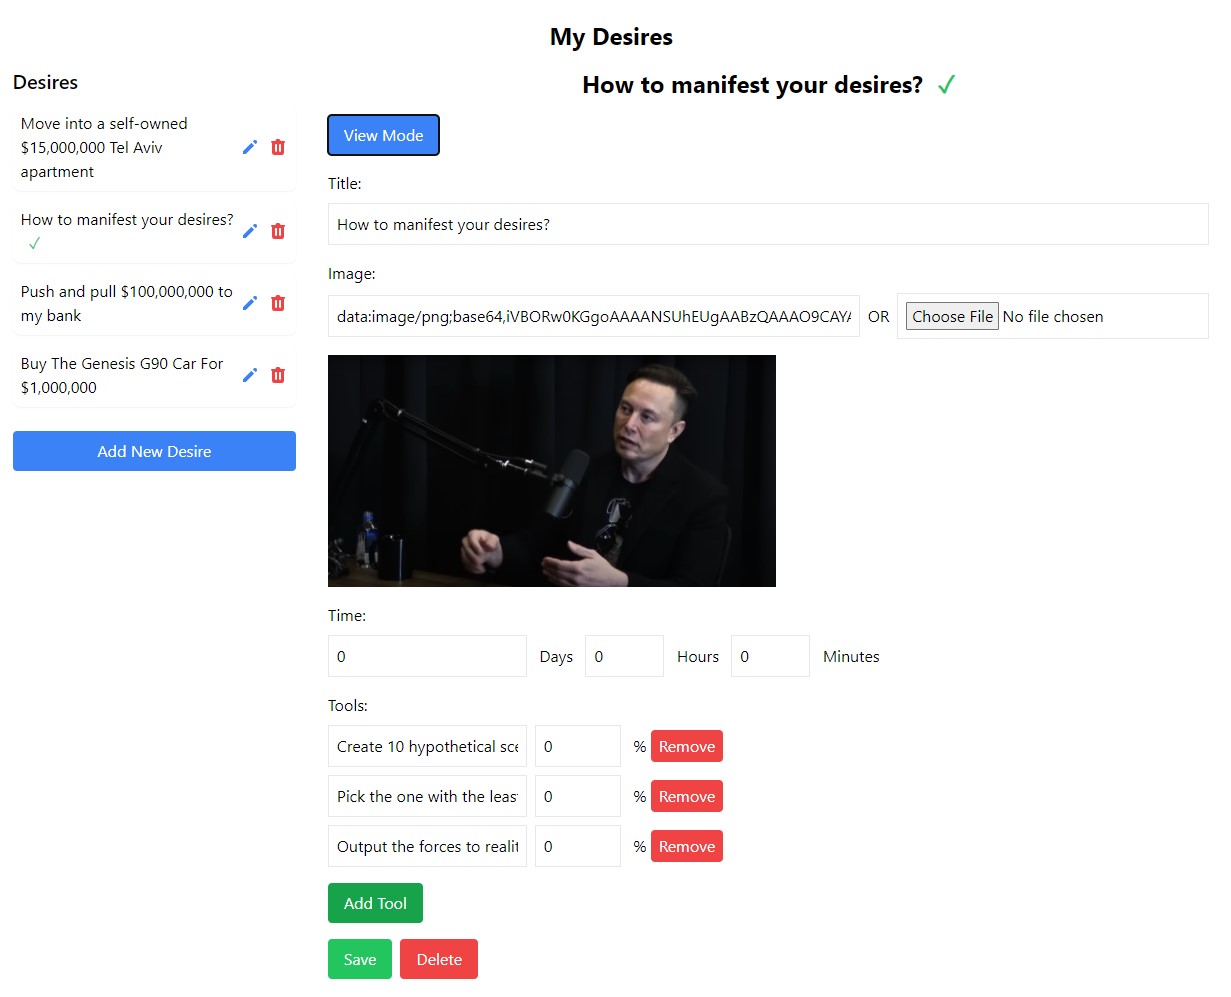 My Desires
Desires
Move into a self-owned
$15,000,000 Tel Aviv
apartment
How to manifest your desires?
✓
Push and pull $100,000,000 to
my bank
Buy The Genesis G90 Car For
$1,000,000
Add New Desire
How to manifest your desires? ✓
View Mode
Title:
How to manifest your desires?
Image:
data:image/png;base64,iVBORw0KGgoAAAANSUhEUgAABzQAAAO9CAYA OR Choose File No file chosen
Time:
0 Days 0 Hours 0 Minutes
Tools:
Create 10 hypothetical sce 0 % Remove
Pick the one with the leas 0 % Remove
Output the forces to realit 0 % Remove
Add Tool
Save Delete